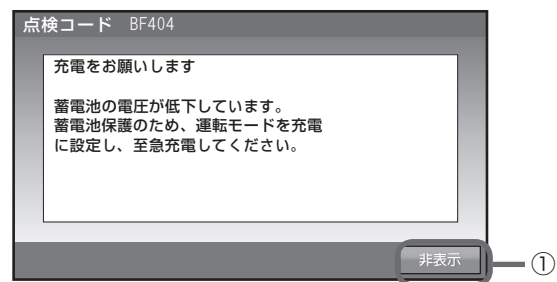 点検コード BF404
充電をお願いします
蓄電池の電圧が低下しています。
蓄電池保護のため、運転モードを充電
に設定し、至急充電してください。
非表示
①